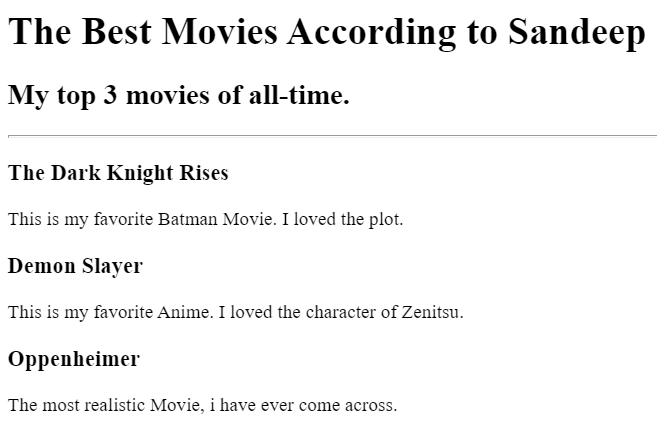 The Best Movies According to Sandeep
My top 3 movies of all-time.
The Dark Knight Rises
This is my favorite Batman Movie. I loved the plot.
Demon Slayer
This is my favorite Anime. I loved the character of Zenitsu.
Oppenheimer
The most realistic Movie, i have ever come across.